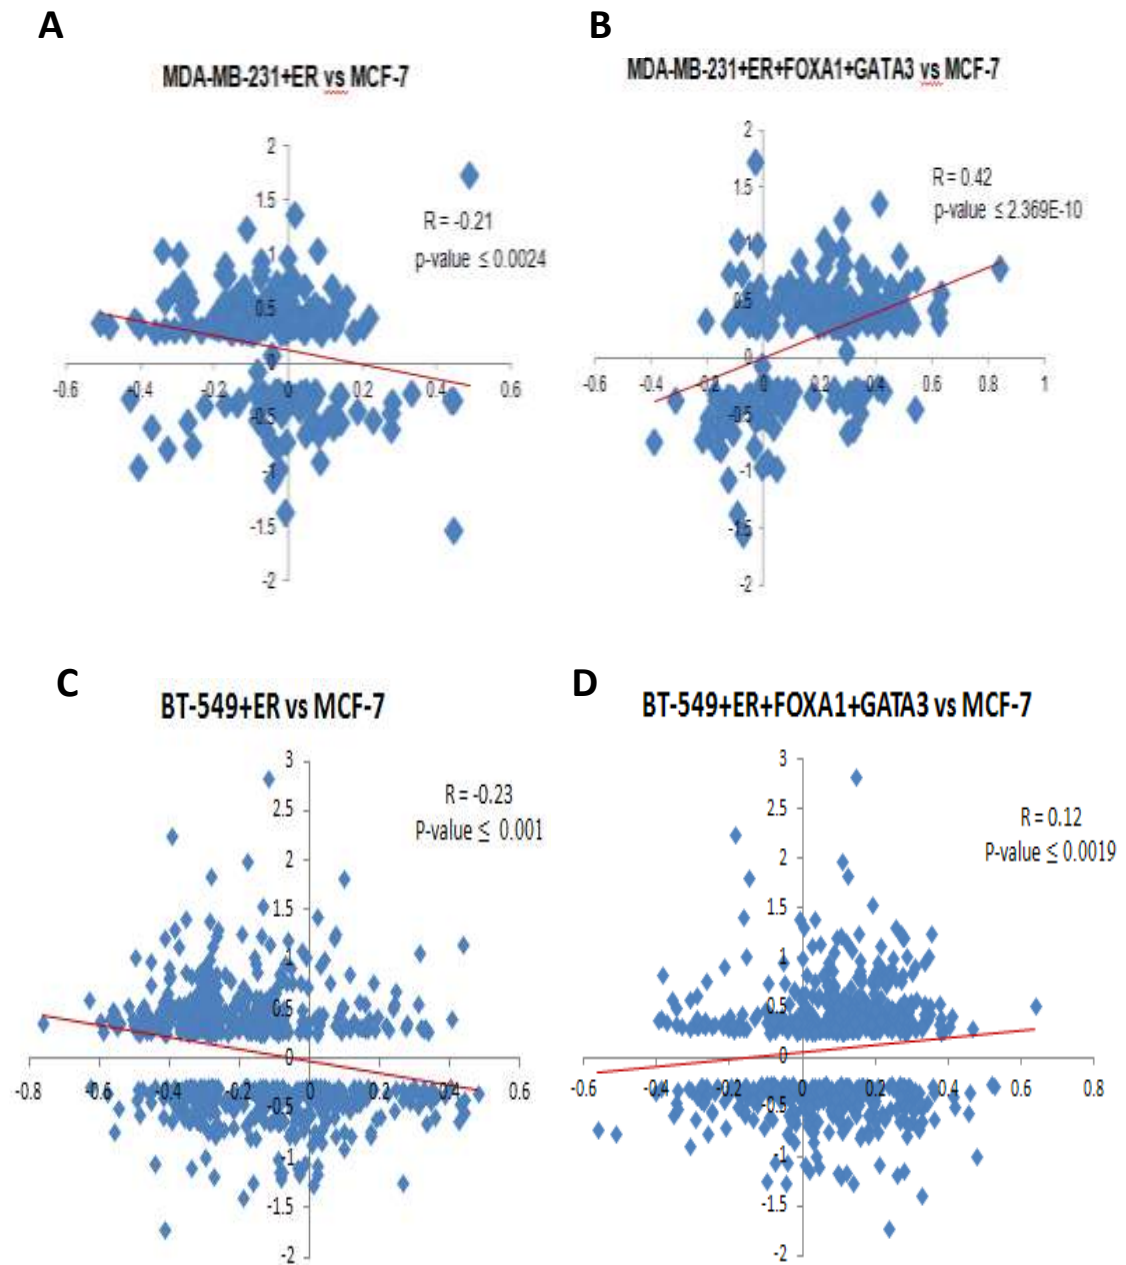 A
B
MDA-MB-231+ER vs MCF-7
MDA-MB-231+ER+FOXA1+GATA3 vs MCF-7
2
1.5
1
0.5
0
-0.5
-1
-1.5
-2
-0.6 -0.4 -0.2 0 0.2 0.4 0.6
R = -0.21
p-value ≤ 0.0024
2
1.5
1
0.5
0
-0.5
-1
-1.5
-2
-0.6 -0.4 -0.2 0 0.2 0.4 0.6 0.8 1
R = 0.42
p-value ≤ 2.369E-10
C
D
BT-549+ER vs MCF-7
BT-549+ER+FOXA1+GATA3 vs MCF-7
3
2.5
2
1.5
1
0.5
0
-0.5
-1
-1.5
-2
-0.8 -0.6 -0.4 -0.2 0 0.2 0.4 0.6
R = -0.23
P-value ≤ 0.001
3
2.5
2
1.5
1
0.5
0
-0.5
-1
-1.5
-2
-0.6 -0.4 -0.2 0 0.2 0.4 0.6 0.8
R = 0.12
P-value ≤ 0.0019